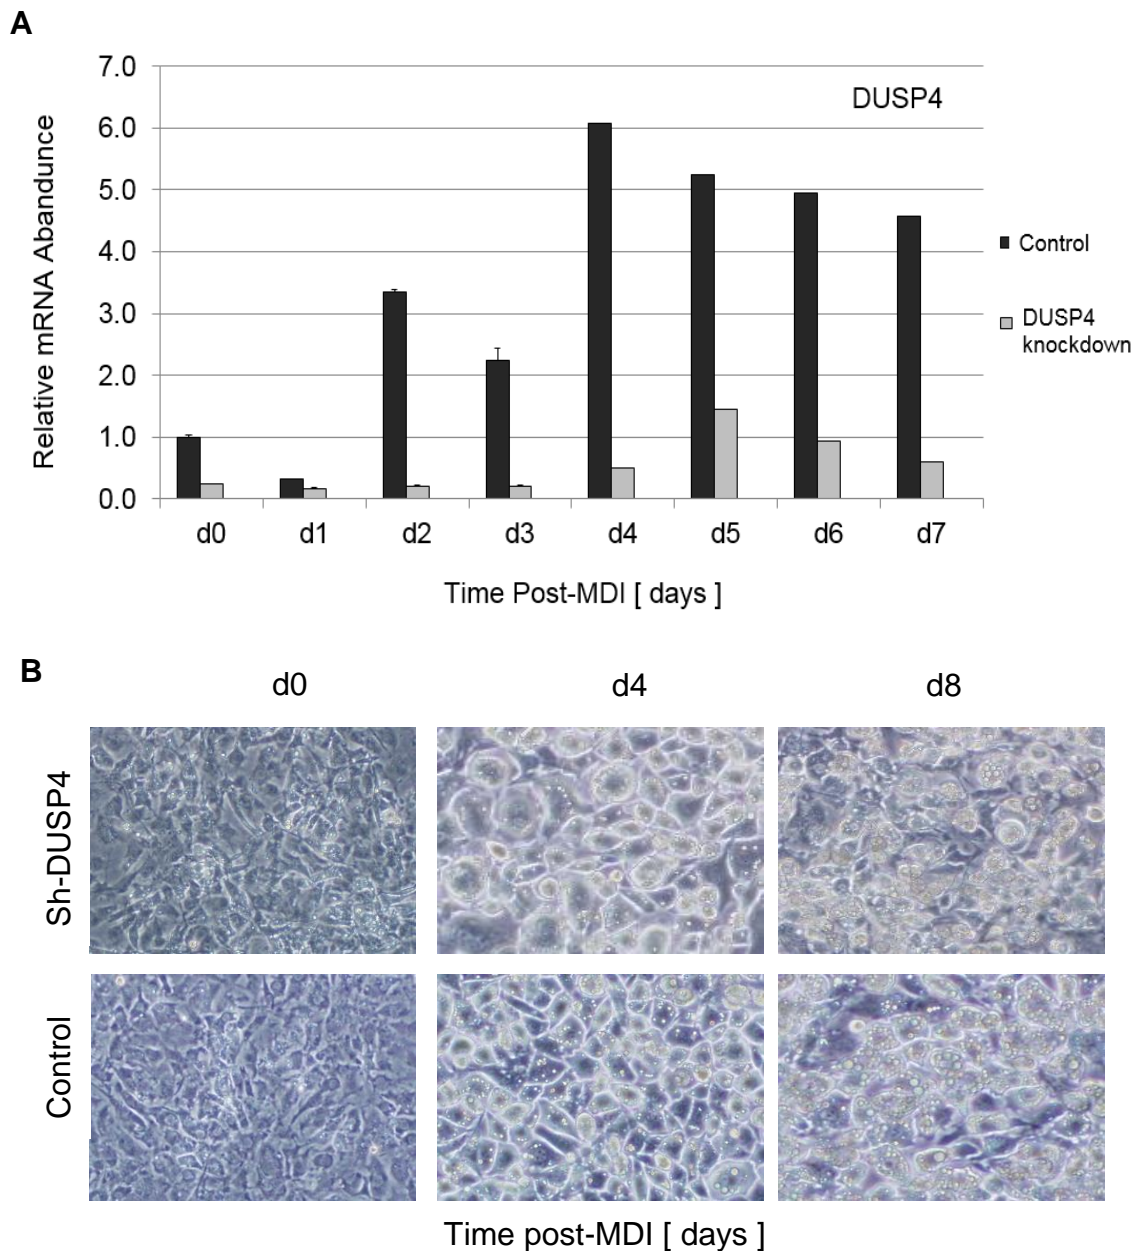 A
7.0
6.0
5.0
4.0
3.0
2.0
1.0
0.0
Relative mRNA Abandunce
DUSP4
Control
DUSP4
knockdown
d0 d1 d2 d3 d4 d5 d6 d7
Time Post-MDI [ days ]
B
d0 d4 d8
Sh-DUSP4
Control
Time post-MDI [ days ]